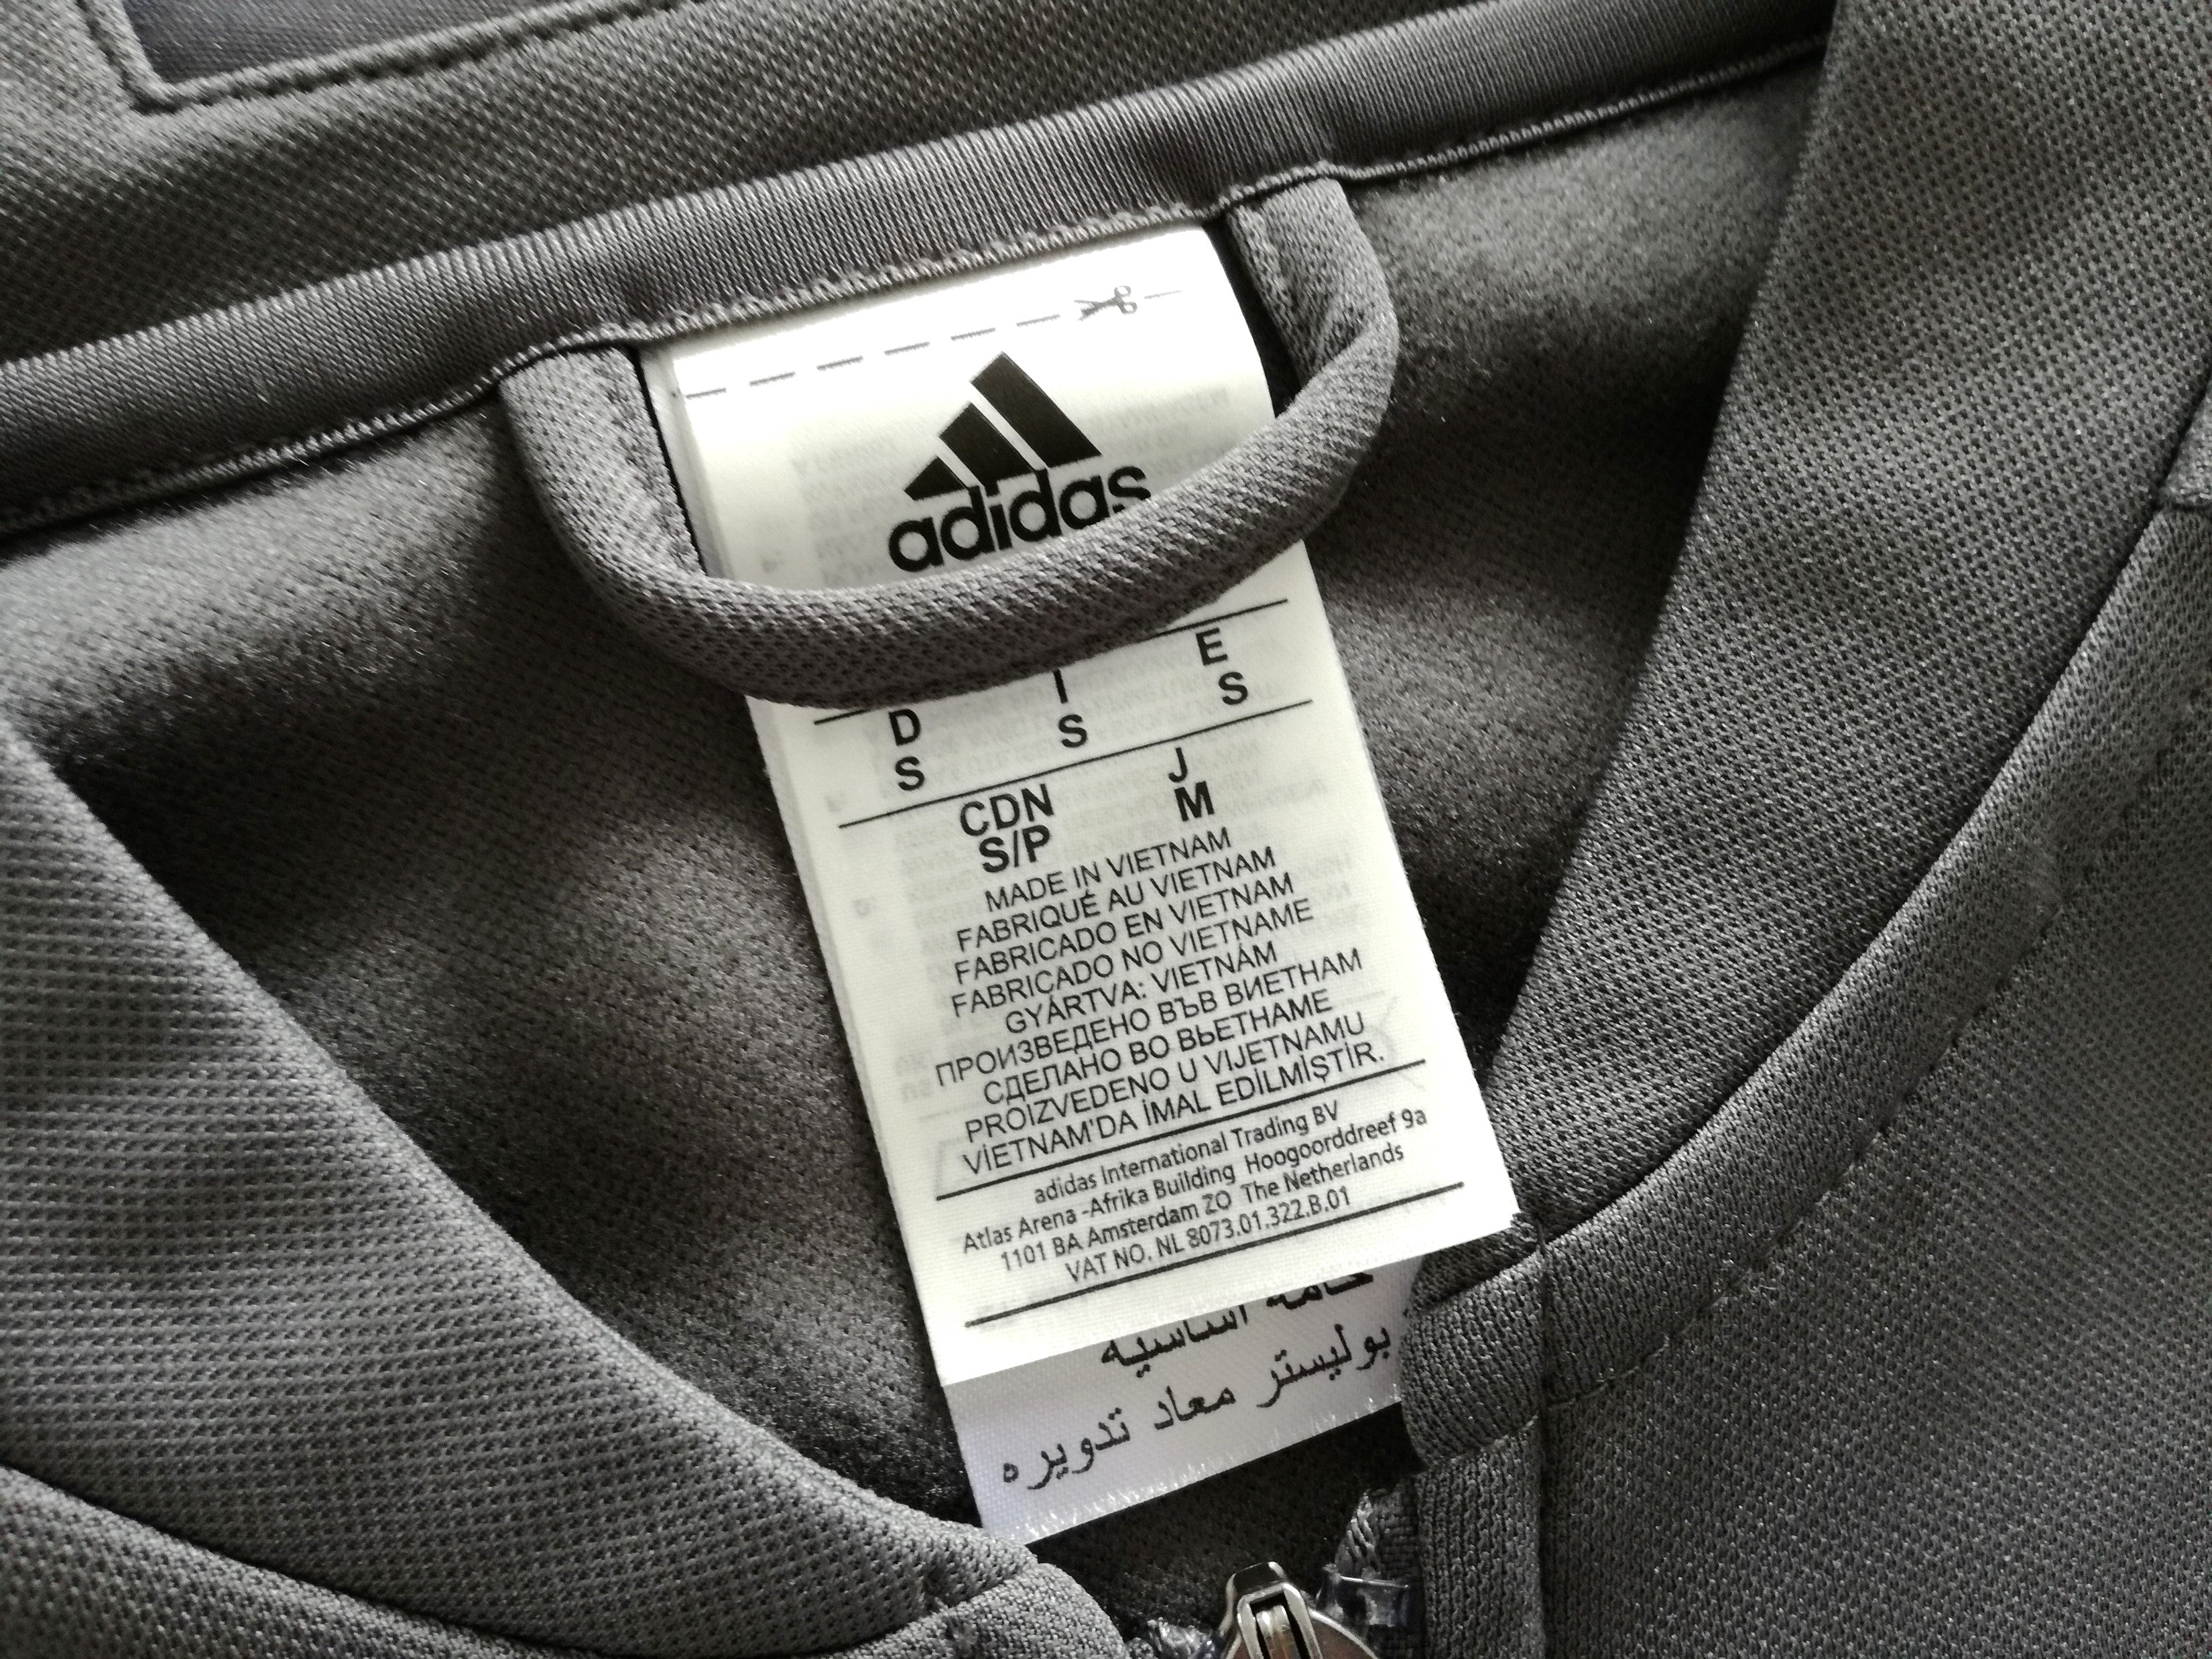 adidas
D I E
S S S
CDN J
S/P M
MADE IN VIETNAM
FABRIQUÉ AU VIETNAM
FABRICADO EN VIETNAM
FABRICADO NO VIETNAME
GYÁRTVA: VIETNÁM
ПРОИЗВЕДЕНО ВЪВ ВИЕТНАМ
СДЕЛАНО ВО ВЬЕТНАМЕ
PROIZVEDENO U VIJETNAMU
VİETNAM'DA İMAL EDİLMİŞTİR.
adidas International Trading BV
Atlas Arena -Afrika Building Hoogoorddreef 9a
1101 BA Amsterdam ZO The Netherlands
VAT NO. NL 8073.01.322.B.01
خامه اساسيه
بوليستر معاد تدويره